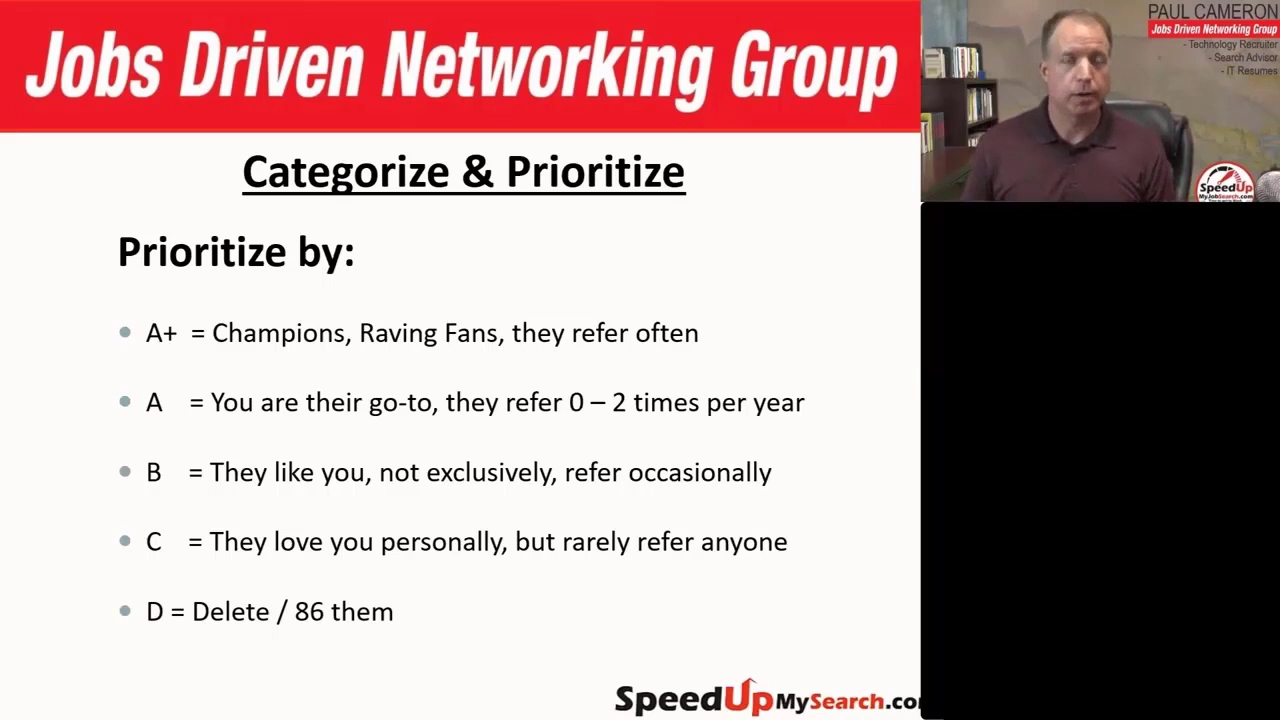 Jobs Driven Networking Group
Categorize & Prioritize
Prioritize by:
• A+ = Champions, Raving Fans, they refer often
• A = You are their go-to, they refer 0 – 2 times per year
• B = They like you, not exclusively, refer occasionally
• C = They love you personally, but rarely refer anyone
• D = Delete / 86 them
SpeedUpMySearch.co
PAUL CAMERON
Jobs Driven Networking Group
- Technology Recruiter
- Search Advisor
- IT Resumes
SpeedUp
MyJobSearch.com